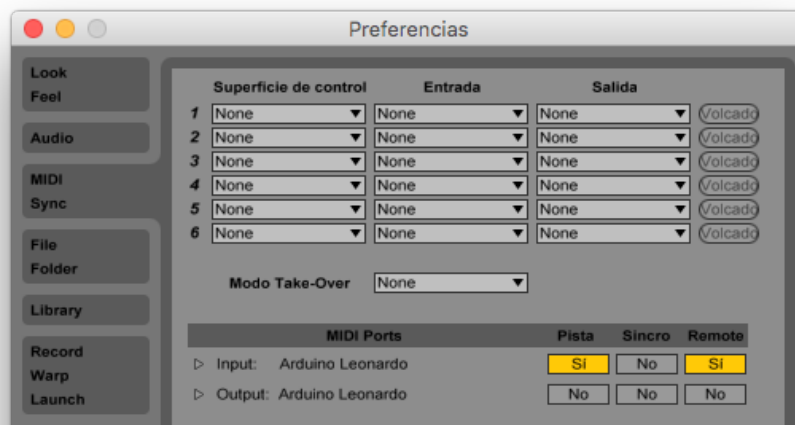 Preferencias
Look
Feel
Audio
MIDI
Sync
File
Folder
Library
Record
Warp
Launch
Superficie de control Entrada Salida
1 None None None Volcado
2 None None None Volcado
3 None None None Volcado
4 None None None Volcado
5 None None None Volcado
6 None None None Volcado
Modo Take-Over None
MIDI Ports Pista Sincro Remote
Input: Arduino Leonardo Sí No Sí
Output: Arduino Leonardo No No No